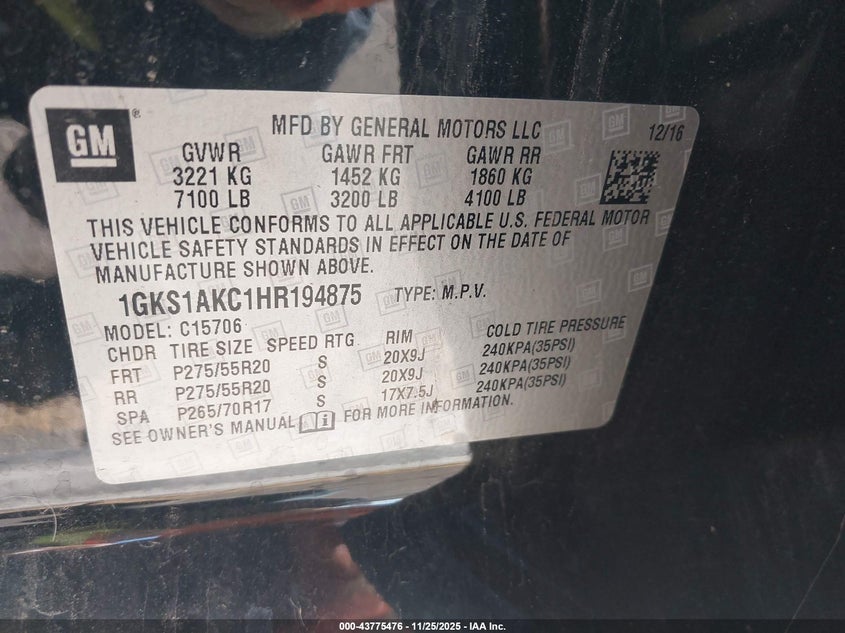 GM
MFD BY GENERAL MOTORS LLC 12/16
GVWR GAWR FRT GAWR RR
3221 KG 1452 KG 1860 KG
7100 LB 3200 LB 4100 LB
THIS VEHICLE CONFORMS TO ALL APPLICABLE U.S. FEDERAL MOTOR
VEHICLE SAFETY STANDARDS IN EFFECT ON THE DATE OF
MANUFACTURE SHOWN ABOVE.
1GKS1AKC1HR194875 TYPE: M.P.V.
MODEL: C15706
CHDR TIRE SIZE SPEED RTG RIM COLD TIRE PRESSURE
FRT P275/55R20 S 20X9J 240KPA(35PSI)
RR P275/55R20 S 20X9J 240KPA(35PSI)
SPA P265/70R17 S 17X7.5J 240KPA(35PSI)
SEE OWNER'S MANUAL FOR MORE INFORMATION.
000-43775476 - 11/25/2025 - IAA Inc.